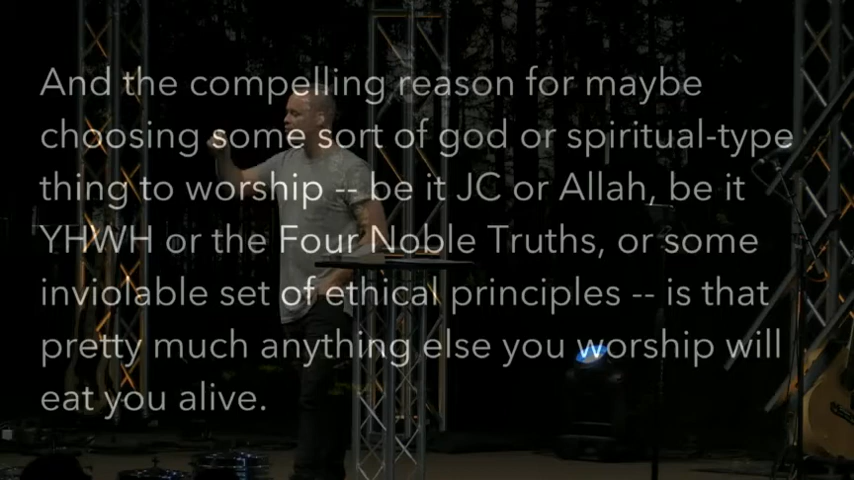 And the compelling reason for maybe
choosing some sort of god or spiritual-type
thing to worship -- be it JC or Allah, be it
YHWH or the Four Noble Truths, or some
inviolable set of ethical principles -- is that
pretty much anything else you worship will
eat you alive.